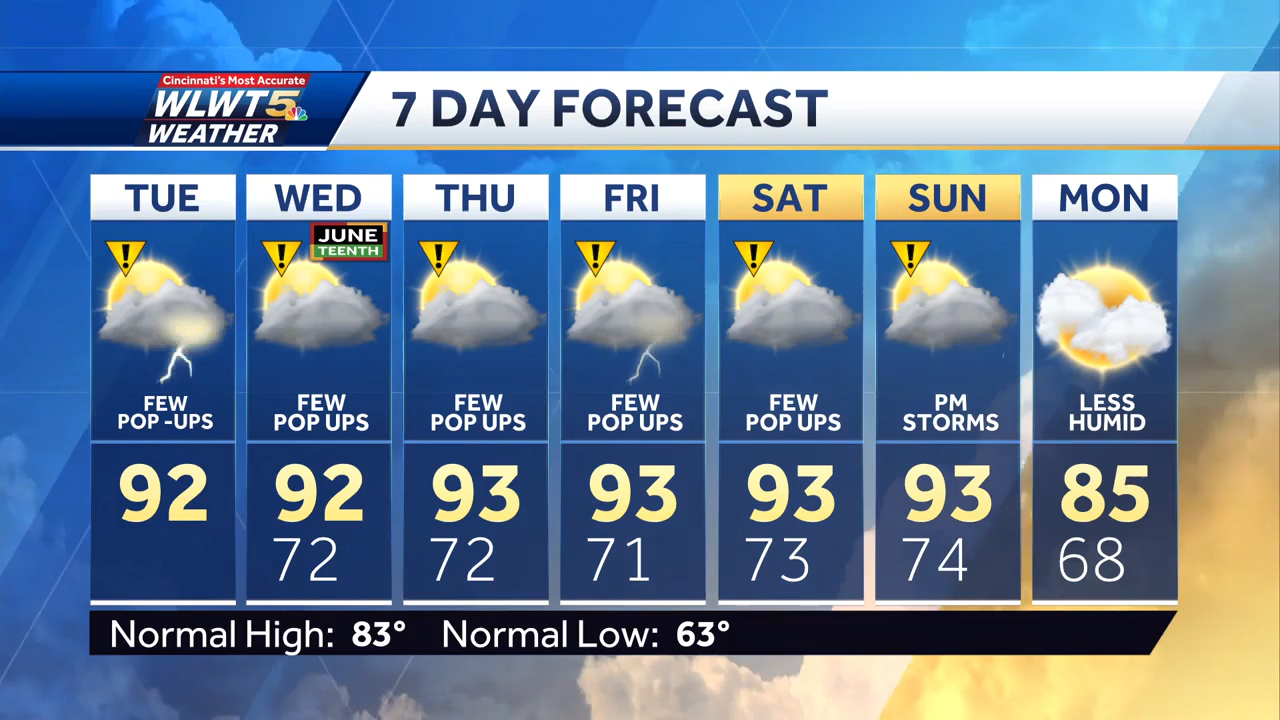 Cincinnati's Most Accurate
WLWT5
WEATHER
7 DAY FORECAST
TUE
WED
THU
FRI
SAT
SUN
MON
!
!
JUNE
TEENTH
!
!
!
!
FEW
POP -UPS
FEW
POP UPS
FEW
POP UPS
FEW
POP UPS
FEW
POP UPS
PM
STORMS
LESS
HUMID
92
92
72
93
72
93
71
93
73
93
74
85
68
Normal High: 83° Normal Low: 63°